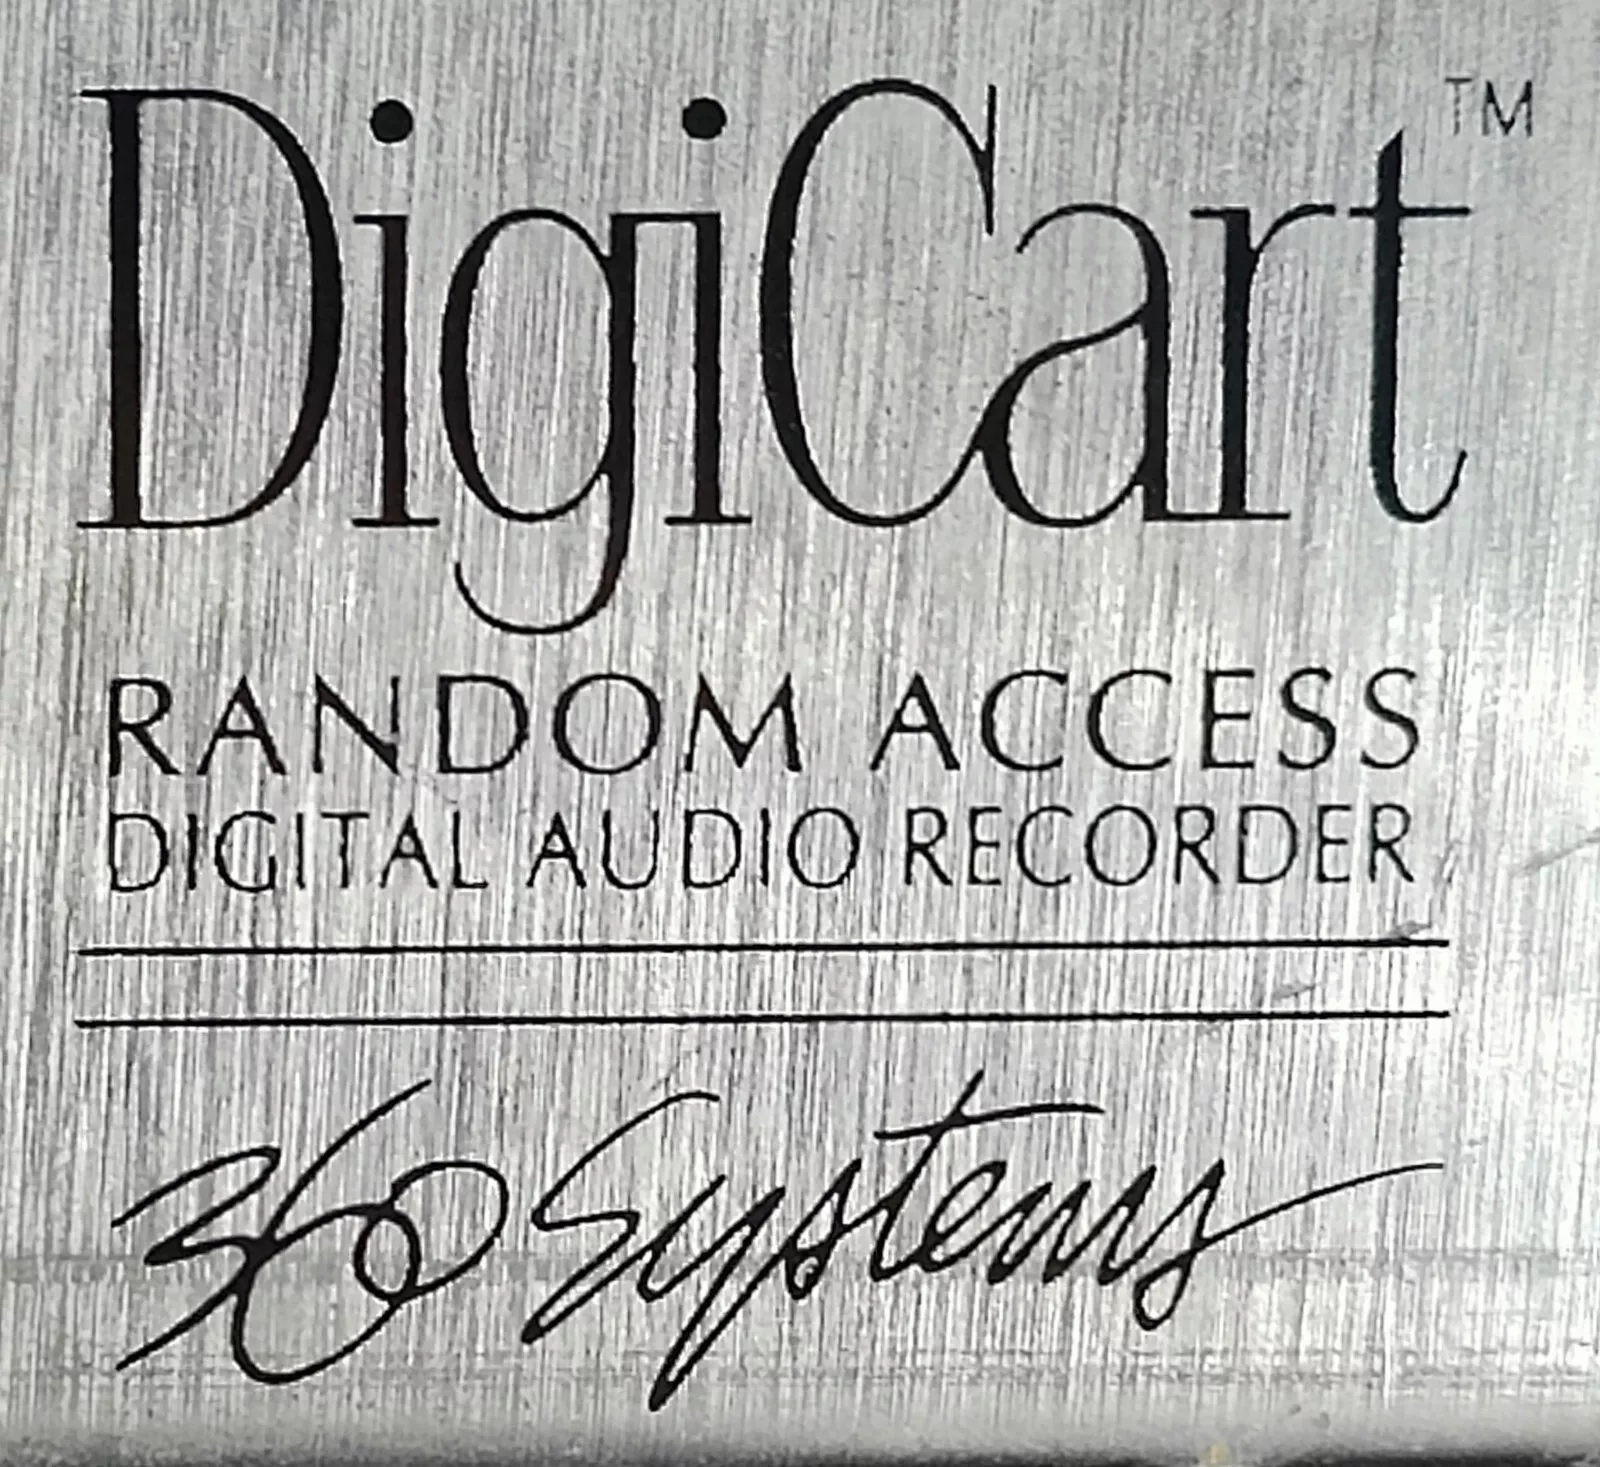 DigiCart™
RANDOM ACCESS
DIGITAL AUDIO RECORDER
360 Systems